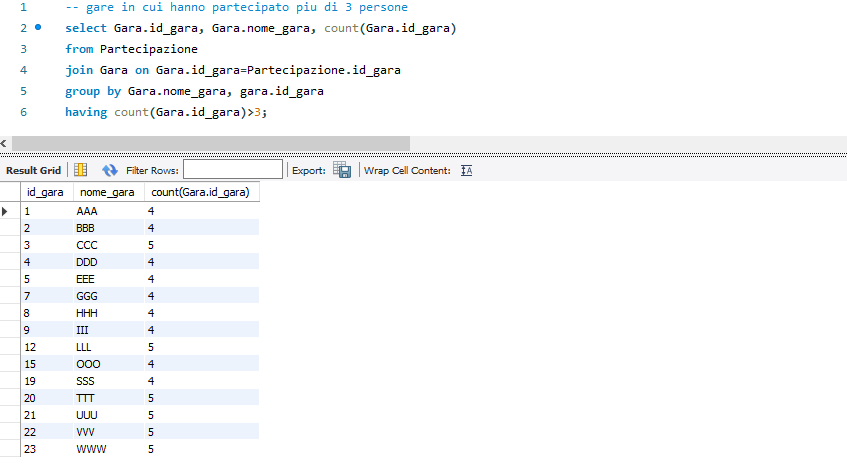 1 -- gare in cui hanno partecipato piu di 3 persone
2 select Gara.id_gara, Gara.nome_gara, count(Gara.id_gara)
3 from Partecipazione
4 join Gara on Gara.id_gara=Partecipazione.id_gara
5 group by Gara.nome_gara, gara.id_gara
6 having count(Gara.id_gara)>3;
Result Grid Filter Rows: Export: Wrap Cell Content: IA
id_gara nome_gara count(Gara.id_gara)
1 AAA 4
2 BBB 4
3 CCC 5
4 DDD 4
5 EEE 4
7 GGG 4
8 HHH 4
9 III 4
12 LLL 5
15 OOO 4
19 SSS 4
20 TTT 5
21 UUU 5
22 VVV 5
23 WWW 5